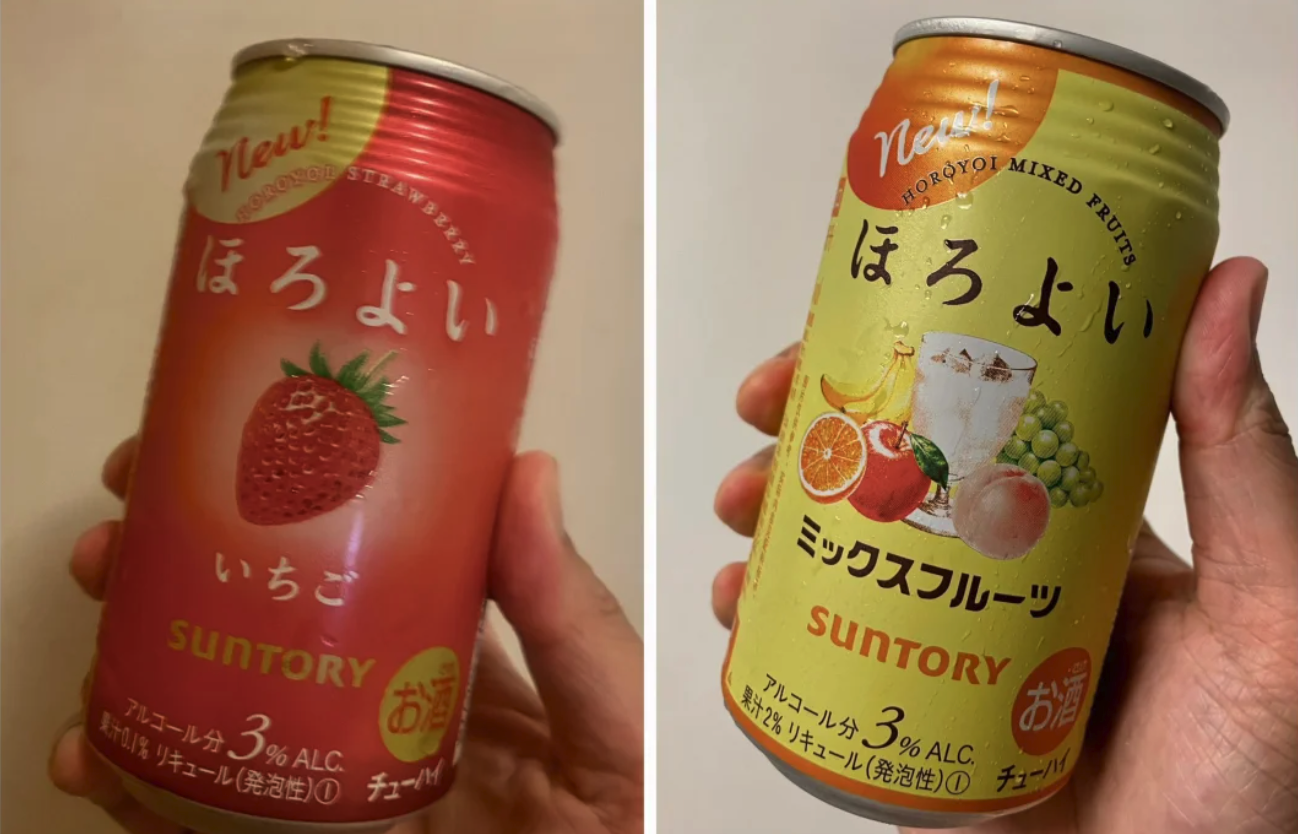 New!
HOROYOI STRAWBERRY
ほろよい
いちご
SUNTORY
お酒
アルコール分 3% ALC.
果汁0.1% リキュール(発泡性)①
チューハイ
New!
HOROYOI MIXED FRUITS
ほろよい
ミックスフルーツ
SUNTORY
お酒
アルコール分 3% ALC.
果汁2% リキュール(発泡性)①
チューハイ